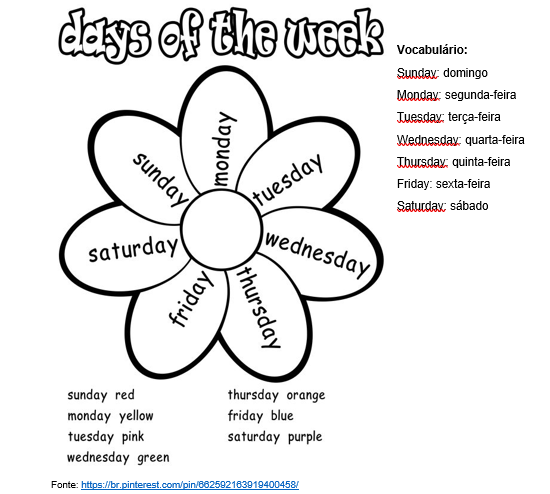 days of the week
monday
tuesday
wednesday
thursday
friday
saturday
sunday
sunday red
monday yellow
tuesday pink
wednesday green
thursday orange
friday blue
saturday purple
Vocabulário:
Sunday: domingo
Monday: segunda-feira
Tuesday: terça-feira
Wednesday: quarta-feira
Thursday: quinta-feira
Friday: sexta-feira
Saturday: sábado
Fonte: https://br.pinterest.com/pin/662592163919400458/